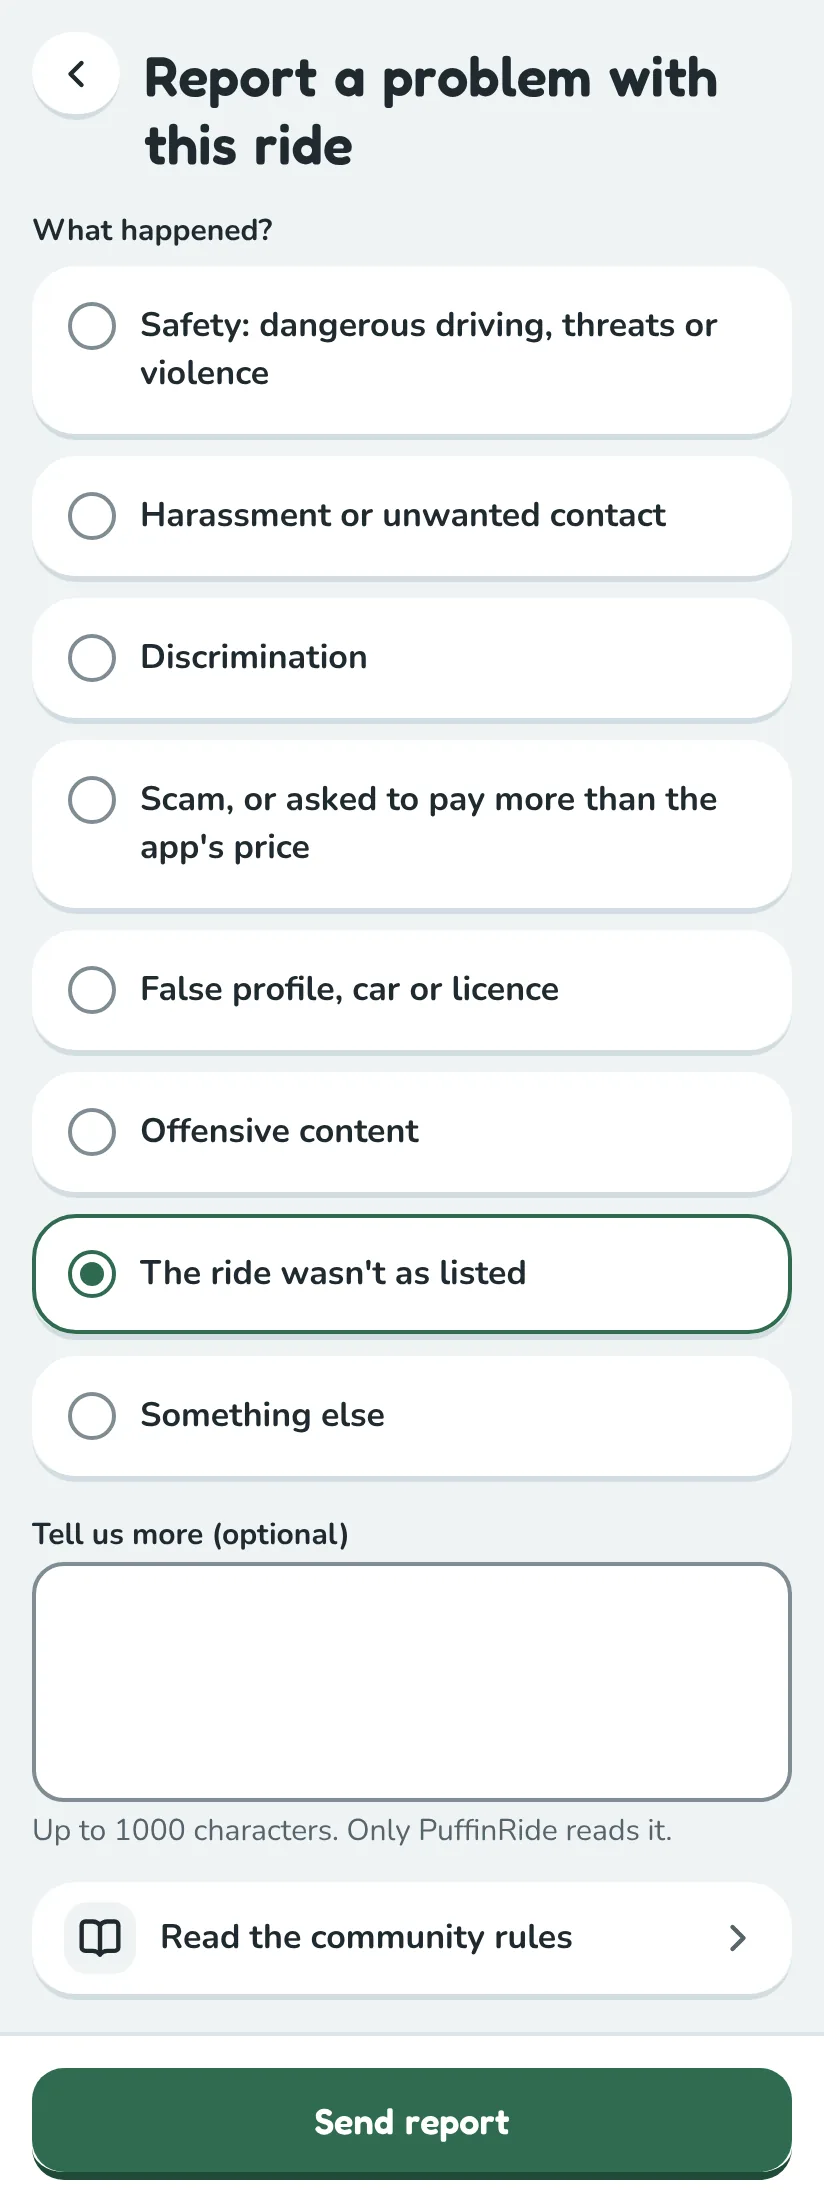 Report a problem with
this ride
What happened?
Safety: dangerous driving, threats or
violence
Harassment or unwanted contact
Discrimination
Scam, or asked to pay more than the
app's price
False profile, car or licence
Offensive content
The ride wasn't as listed
Something else
Tell us more (optional)
Up to 1000 characters. Only PuffinRide reads it.
Read the community rules
Send report